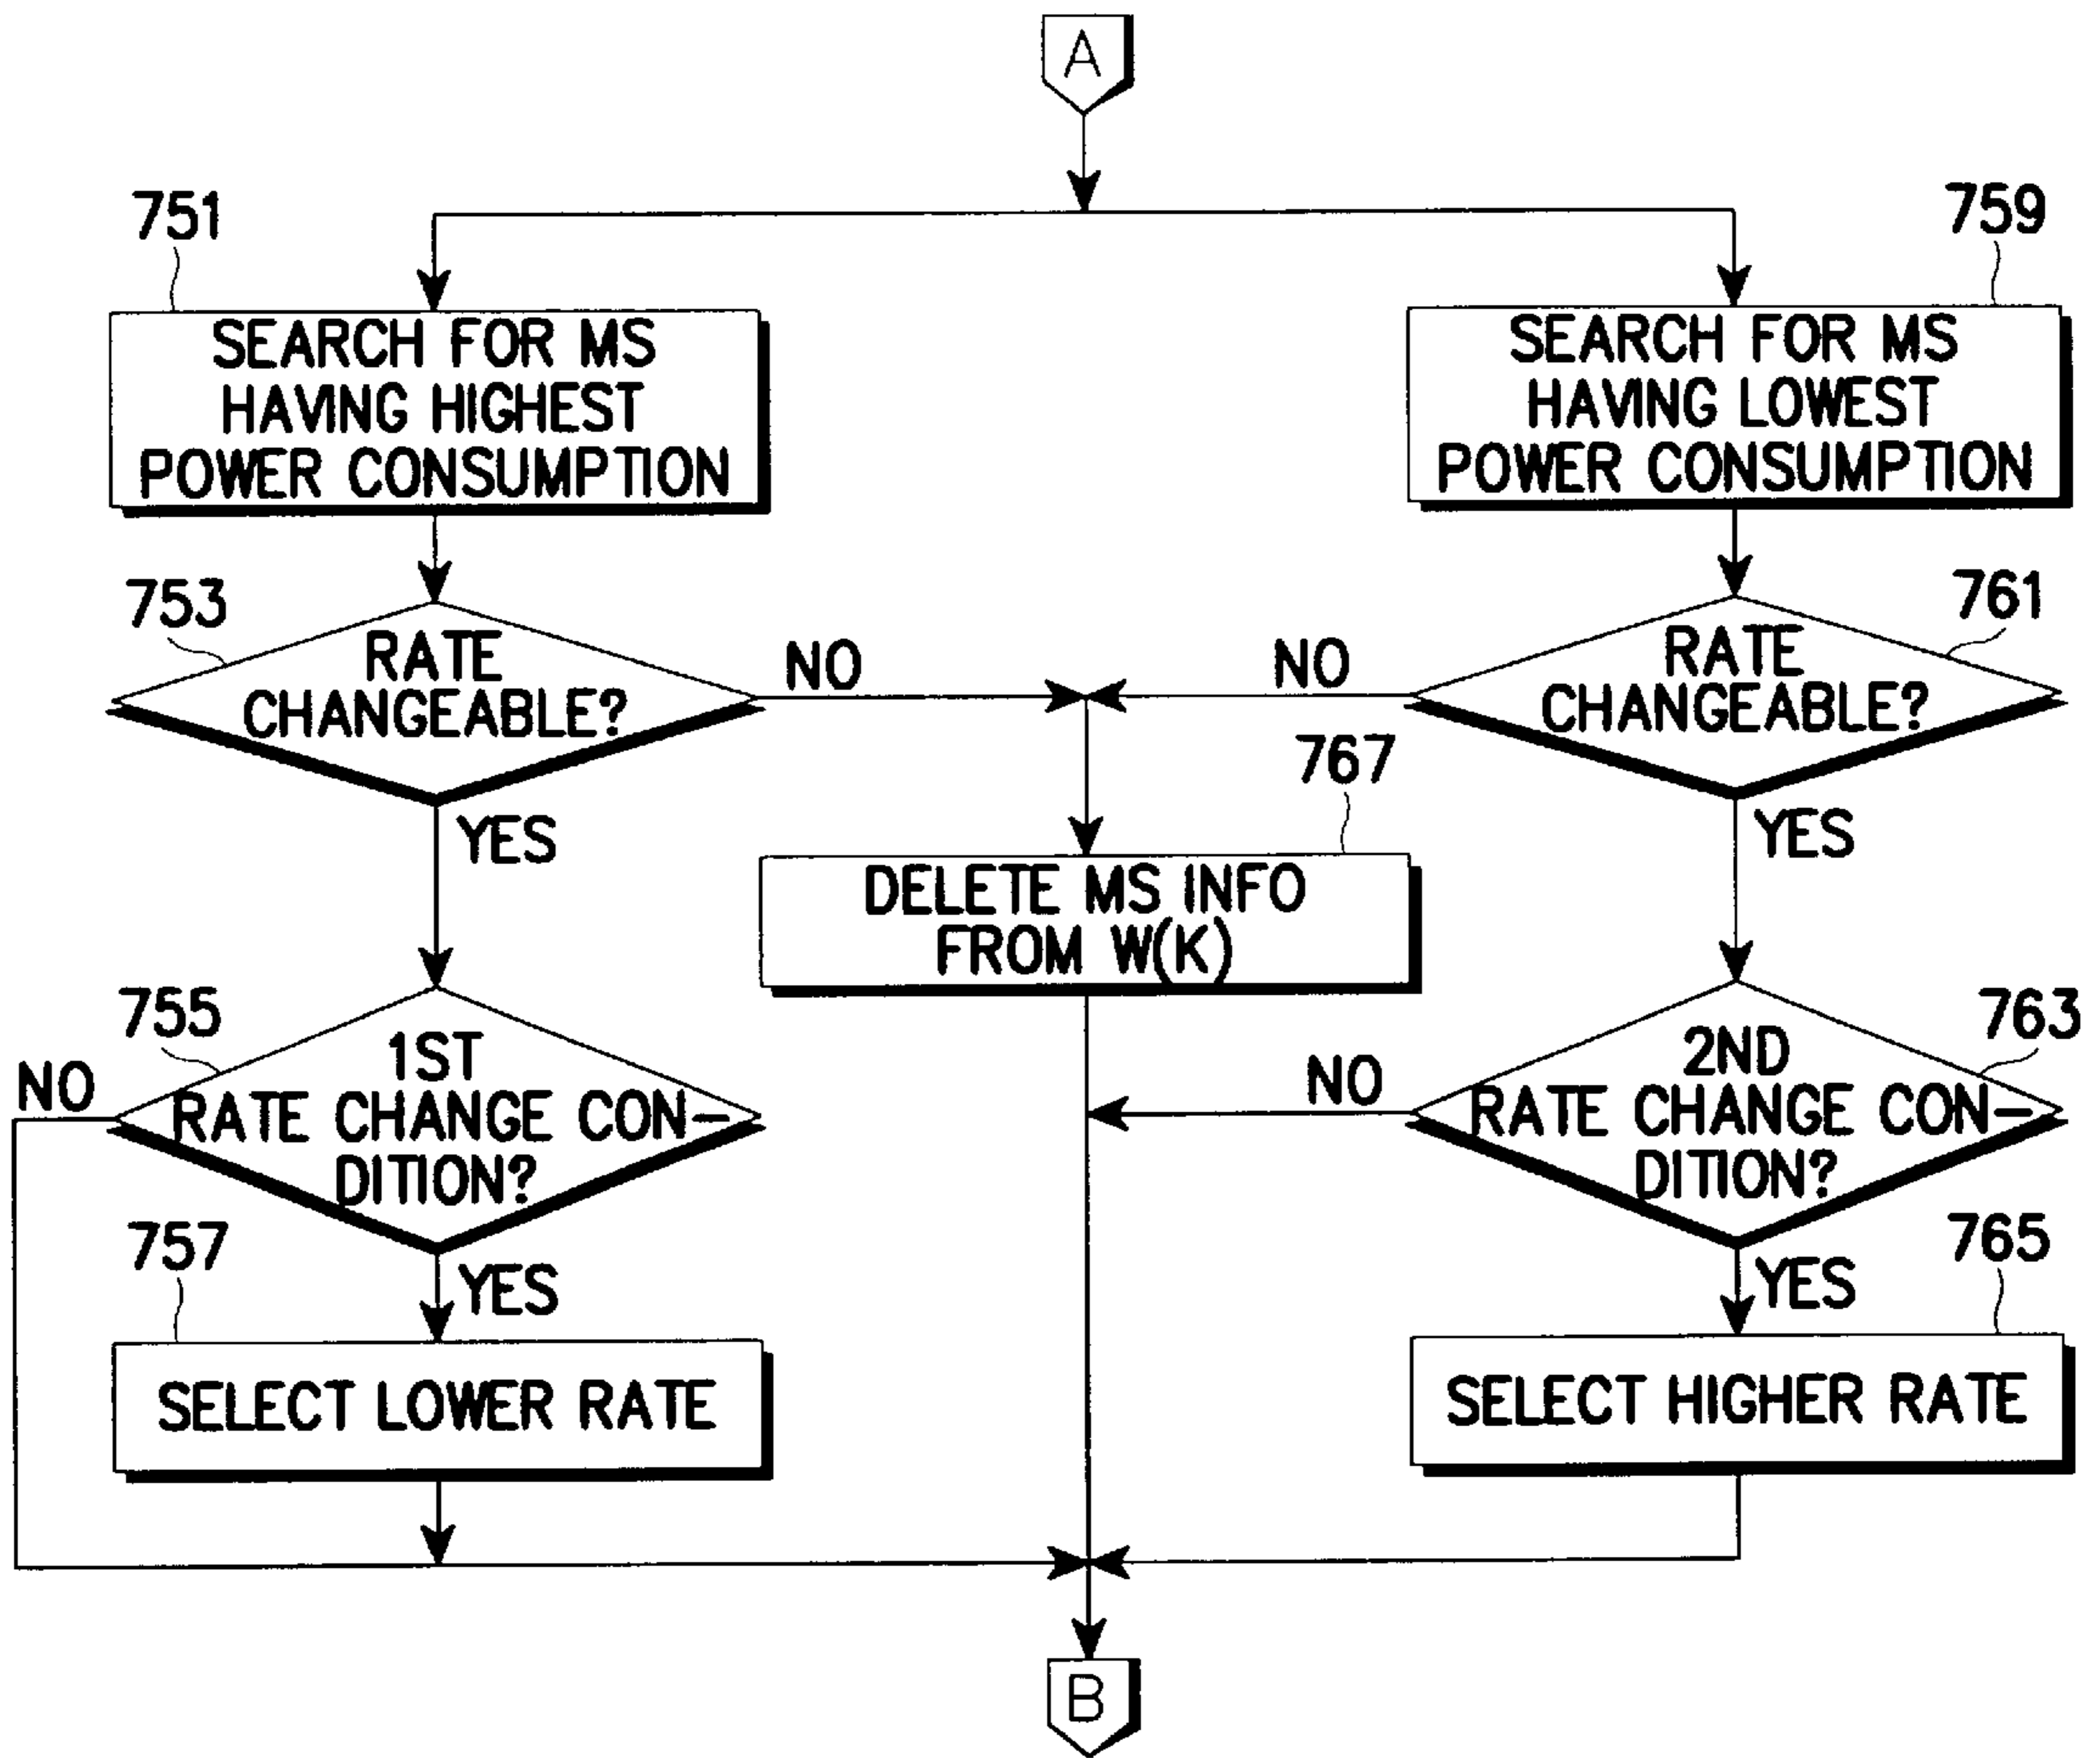 A
751
759
SEARCH FOR MS
HAVING HIGHEST
POWER CONSUMPTION
SEARCH FOR MS
HAVING LOWEST
POWER CONSUMPTION
753
761
RATE
CHANGEABLE?
NO
NO
RATE
CHANGEABLE?
767
YES
YES
DELETE MS INFO
FROM W(K)
755
763
NO
1ST
RATE CHANGE CON-
DITION?
NO
2ND
RATE CHANGE CON-
DITION?
757
YES
765
YES
SELECT LOWER RATE
SELECT HIGHER RATE
B